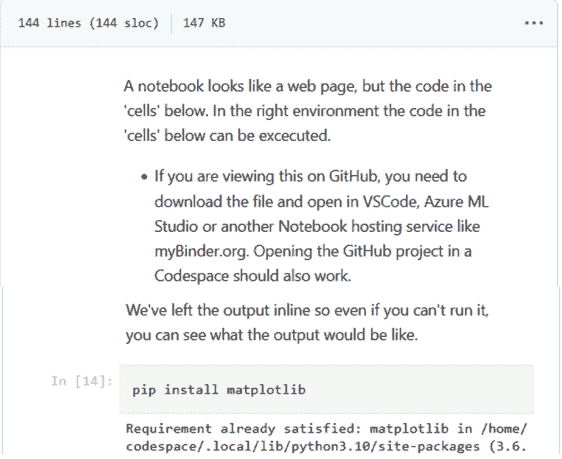 144 lines (144 sloc) 147 KB ...
A notebook looks like a web page, but the code in the
'cells' below. In the right environment the code in the
'cells' below can be excecuted.
• If you are viewing this on GitHub, you need to
download the file and open in VSCode, Azure ML
Studio or another Notebook hosting service like
myBinder.org. Opening the GitHub project in a
Codespace should also work.
We've left the output inline so even if you can't run it,
you can see what the output would be like.
In [14]: pip install matplotlib
Requirement already satisfied: matplotlib in /home/
codespace/.local/lib/python3.10/site-packages (3.6.